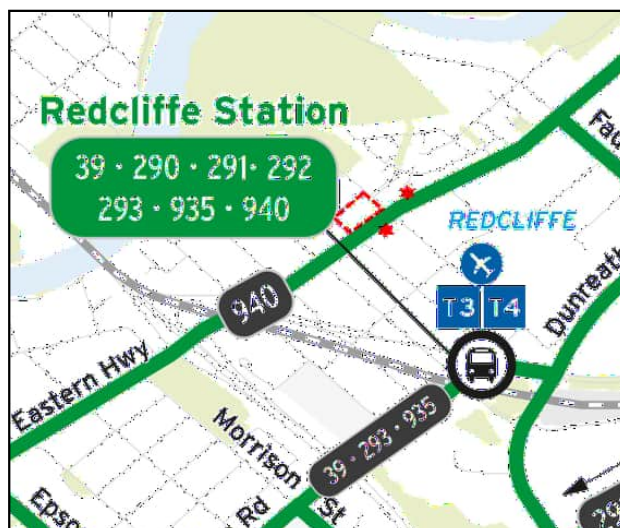 Redcliffe Station
39 · 290 · 291 · 292
293 · 935 · 940
REDCLIFFE
T3 T4
940
Eastern Hwy
39 · 293 · 935
Morrison
St
Rd